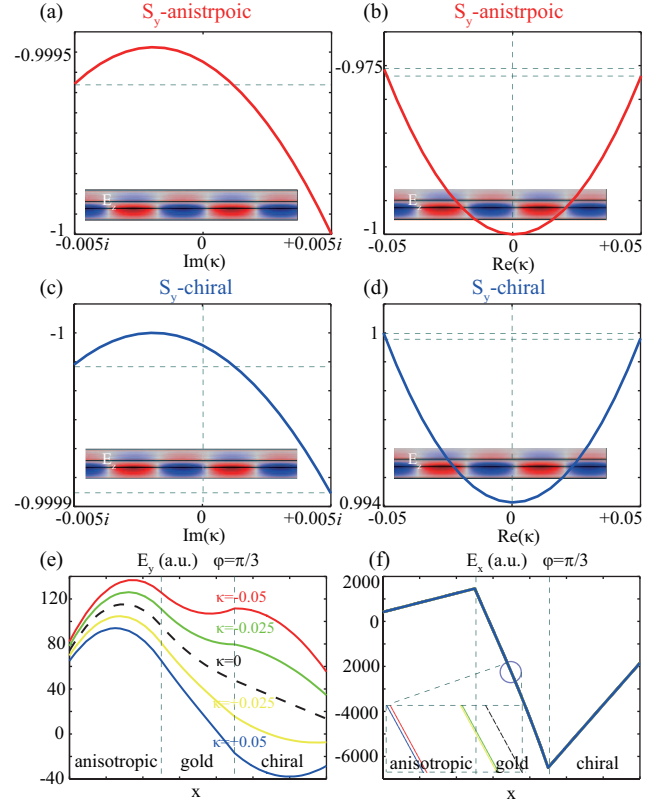 (a) S_y-anistrpoic
-0.9995
-1
E_z
-0.005i 0 +0.005i
Im(κ)
(b) S_y-anistrpoic
-0.975
-1
E_z
-0.05 0 +0.05
Re(κ)
(c) S_y-chiral
-1
-0.9999
E_z
-0.005i 0 +0.005i
Im(κ)
(d) S_y-chiral
1
0.994
E_z
-0.05 0 +0.05
Re(κ)
(e) E_y (a.u.) φ=π/3
120
80
40
0
-40
κ=-0.05
κ=-0.025
κ=0
κ=+0.025
κ=+0.05
anisotropic gold chiral
x
(f) E_x (a.u.) φ=π/3
2000
0
2000
-4000
-6000
anisotropic gold chiral
x